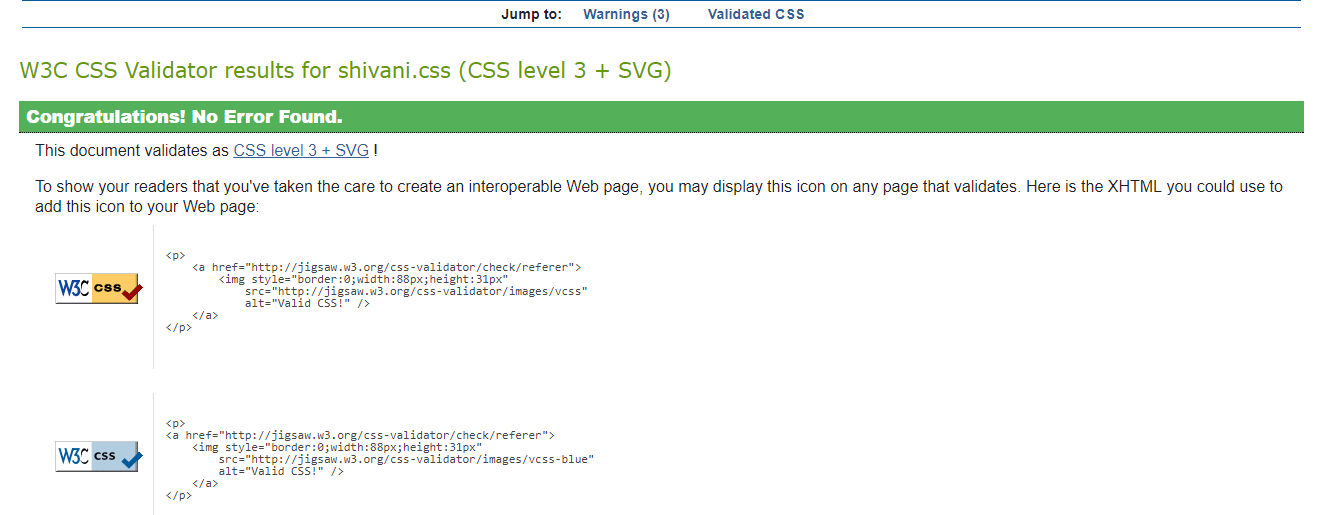 Jump to: Warnings (3) Validated CSS
W3C CSS Validator results for shivani.css (CSS level 3 + SVG)
Congratulations! No Error Found.
This document validates as CSS level 3 + SVG !
To show your readers that you've taken the care to create an interoperable Web page, you may display this icon on any page that validates. Here is the XHTML you could use to
add this icon to your Web page:
W3C css
<p>
    <a href="http://jigsaw.w3.org/css-validator/check/referer">
        <img style="border:0;width:88px;height:31px"
            src="http://jigsaw.w3.org/css-validator/images/vcss"
            alt="Valid CSS!" />
    </a>
</p>
W3C css
<p>
<a href="http://jigsaw.w3.org/css-validator/check/referer">
    <img style="border:0;width:88px;height:31px"
        src="http://jigsaw.w3.org/css-validator/images/vcss-blue"
        alt="Valid CSS!" />
    </a>
</p>